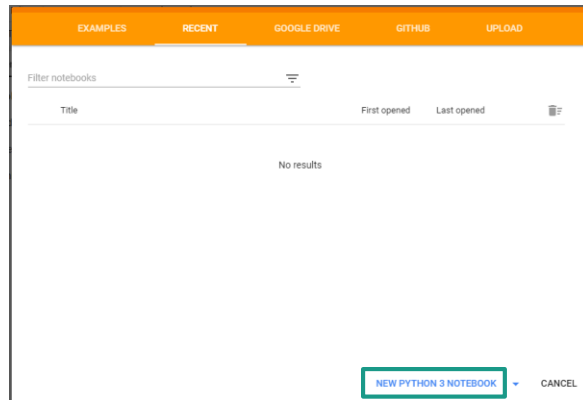 EXAMPLES RECENT GOOGLE DRIVE GITHUB UPLOAD
Filter notebooks
Title First opened Last opened
No results
NEW PYTHON 3 NOTEBOOK CANCEL